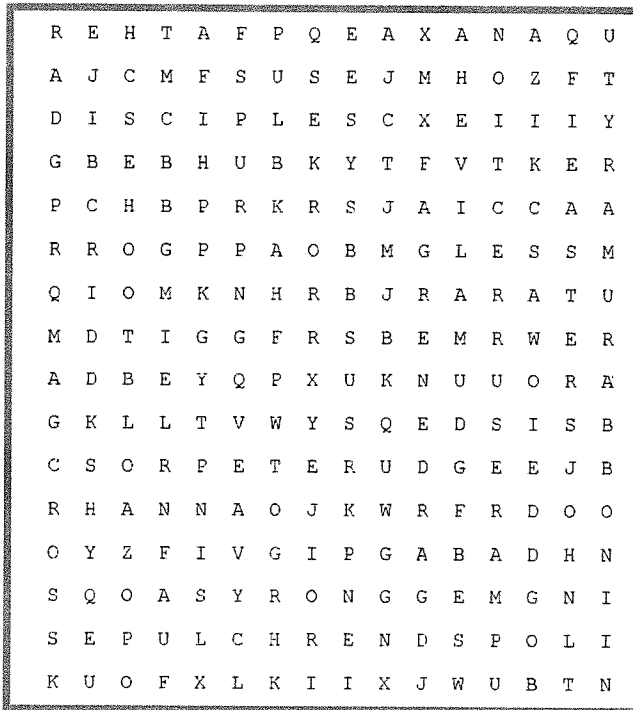 R E H T A F P Q E A X A N A Q U
A J C M F S U S E J M H O Z F T
D I S C I P L E S C X E I I I Y
G B E B H U B K Y T F V T K E R
P C H B P R K R S J A I C C A A
R R O G P P A O B M G L E S S M
Q I O M K N H R B J R A R A T U
M D T I G G F R S B E M R W E R
A D B E Y Q P X U K N U U O R A
G K L L T V W Y S Q E D S I S B
C S O R P E T E R U D G E E J B
R H A N N A O J K W R F R D O O
O Y Z F I V G I P G A B A D H N
S Q O A S Y R O N G G E M G N I
S E P U L C H R E N D S P O L I
K U O F X L K I I X J W U B T N